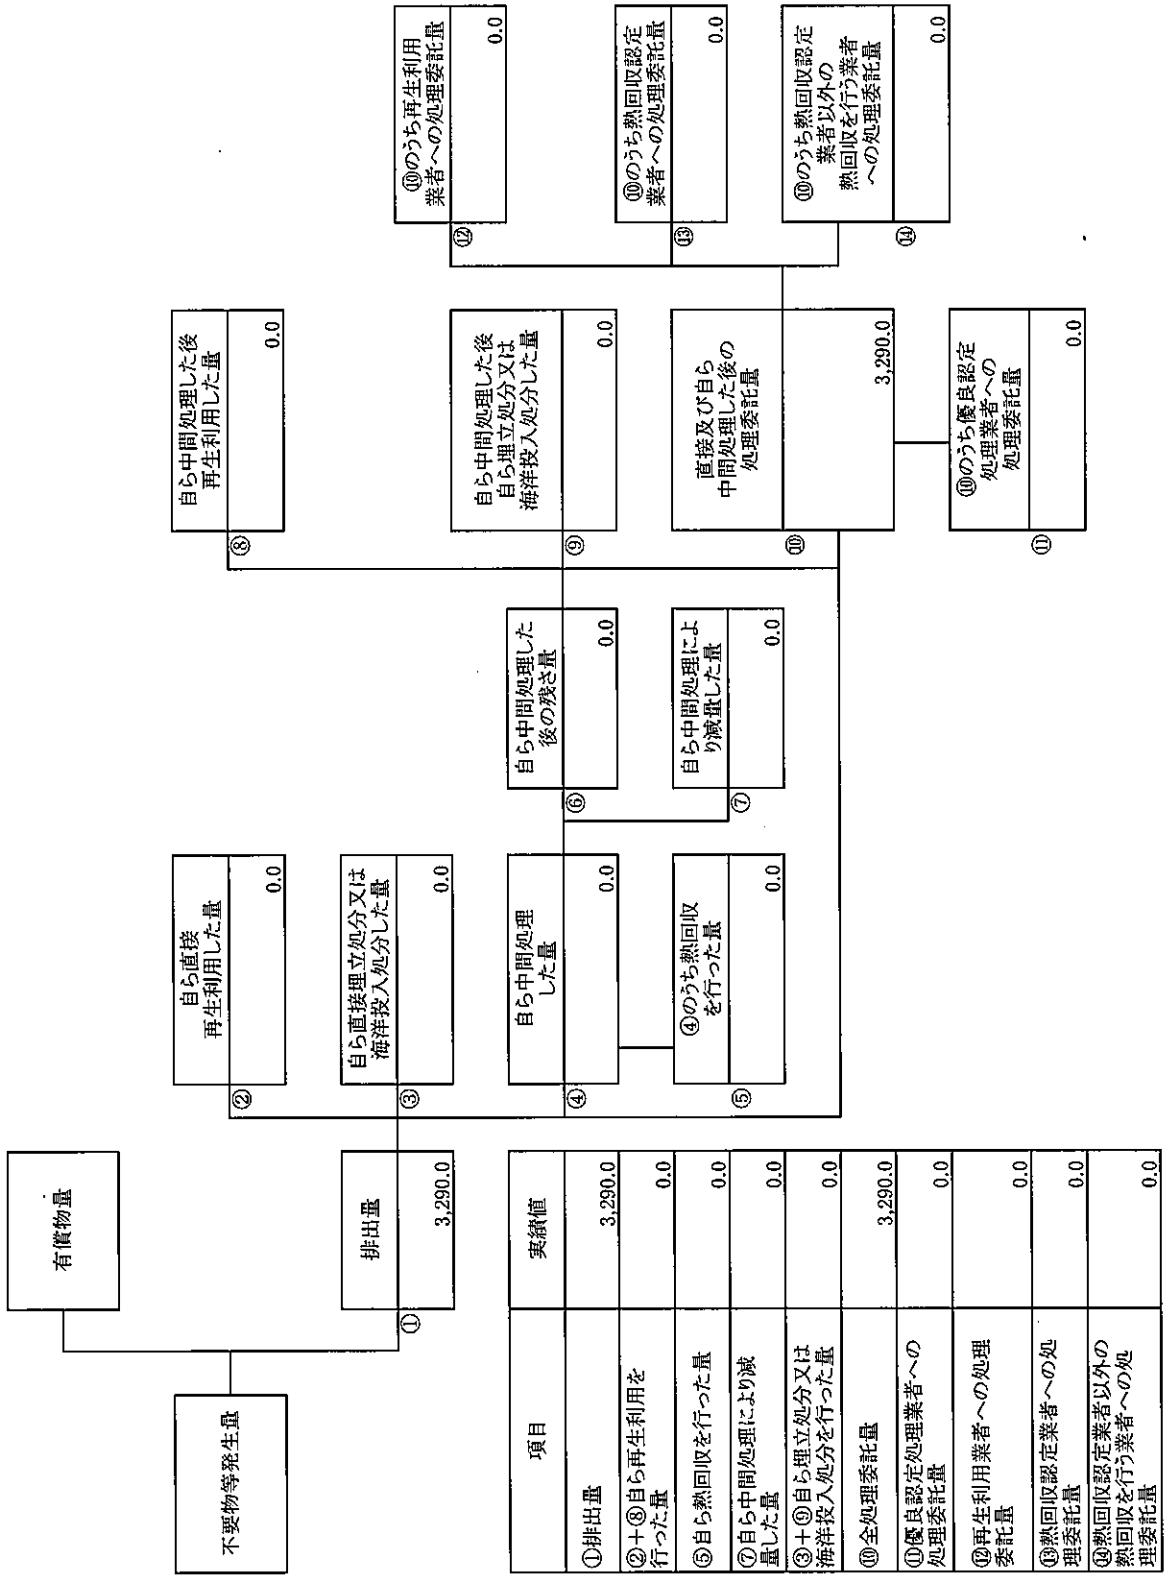 不要物等発生量
有償物量
①
排出量
3,290.0
②
自ら直接
再生利用した量
0.0
③
自ら直接埋立処分又は
海洋投入処分した量
0.0
④
自ら中間処理
した量
0.0
⑤
④のうち熱回収
を行った量
0.0
⑥
自ら中間処理した
後の残さ量
0.0
⑦
自ら中間処理によ
り減量した量
0.0
⑧
自ら中間処理した後
再生利用した量
0.0
⑨
自ら中間処理した後
自ら埋立処分又は
海洋投入処分した量
0.0
⑩
直接及び自ら
中間処理した後の
処理委託量
3,290.0
⑪
⑩のうち優良認定
処理業者への
処理委託量
0.0
⑫
⑩のうち再生利用
業者への処理委託量
0.0
⑬
⑩のうち熱回収認定
業者への処理委託量
0.0
⑭
⑩のうち熱回収認定
業者以外の
熱回収を行う業者
への処理委託量
0.0
項目 実績値
①排出量 3,290.0
②+⑧自ら再生利用を
行った量 0.0
⑤自ら熱回収を行った量 0.0
⑦自ら中間処理により減
量した量 0.0
③+⑨自ら埋立処分又は
海洋投入処分を行った量 0.0
⑩全処理委託量 3,290.0
⑪優良認定処理業者への
処理委託量 0.0
⑫再生利用業者への処理
委託量 0.0
⑬熱回収認定業者への処
理委託量 0.0
⑭熱回収認定業者以外の
熱回収を行う業者への処
理委託量 0.0